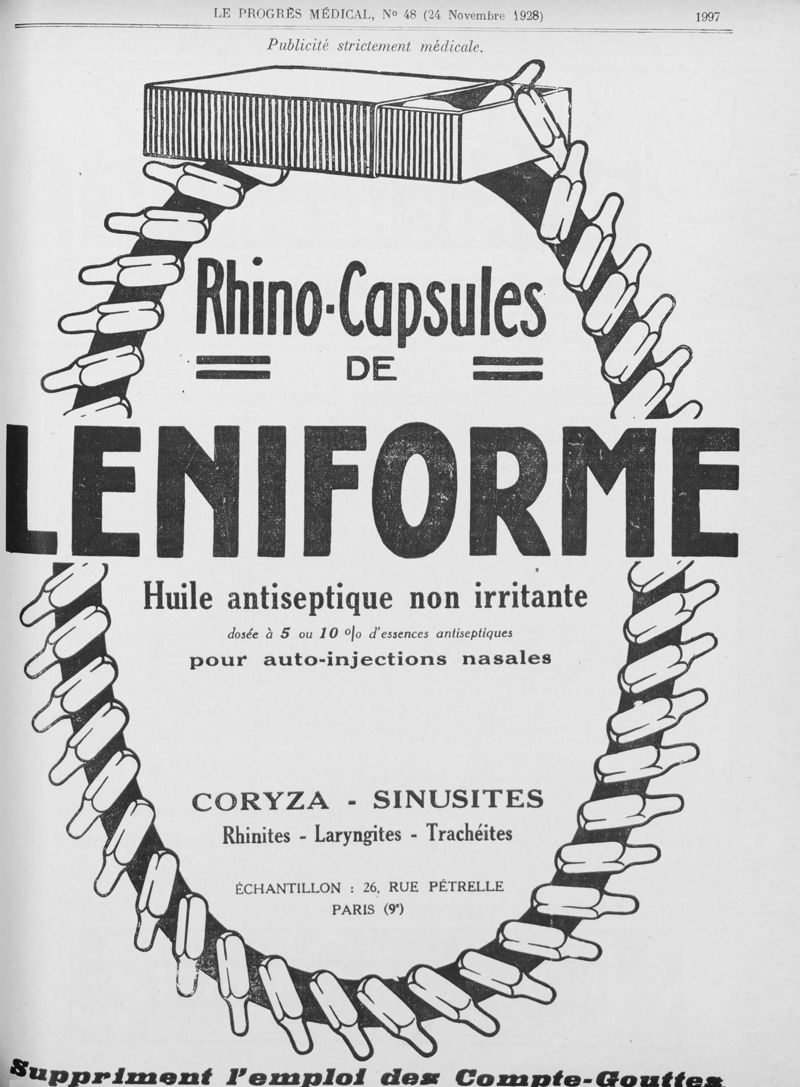 LE PROGRÈS MÉDICAL, No 48 (24 Novembre 1928) 1997
Publicité strictement médicale.
Rhino-Capsules
DE
LENIFORME
Huile antiseptique non irritante
dosée à 5 ou 10 o|o d'essences antiseptiques
pour auto-injections nasales
CORYZA - SINUSITES
Rhinites - Laryngites - Trachéites
ÉCHANTILLON : 26, RUE PÉTRELLE
PARIS (9e)
Suppriment l'emploi des Compte-Gouttes